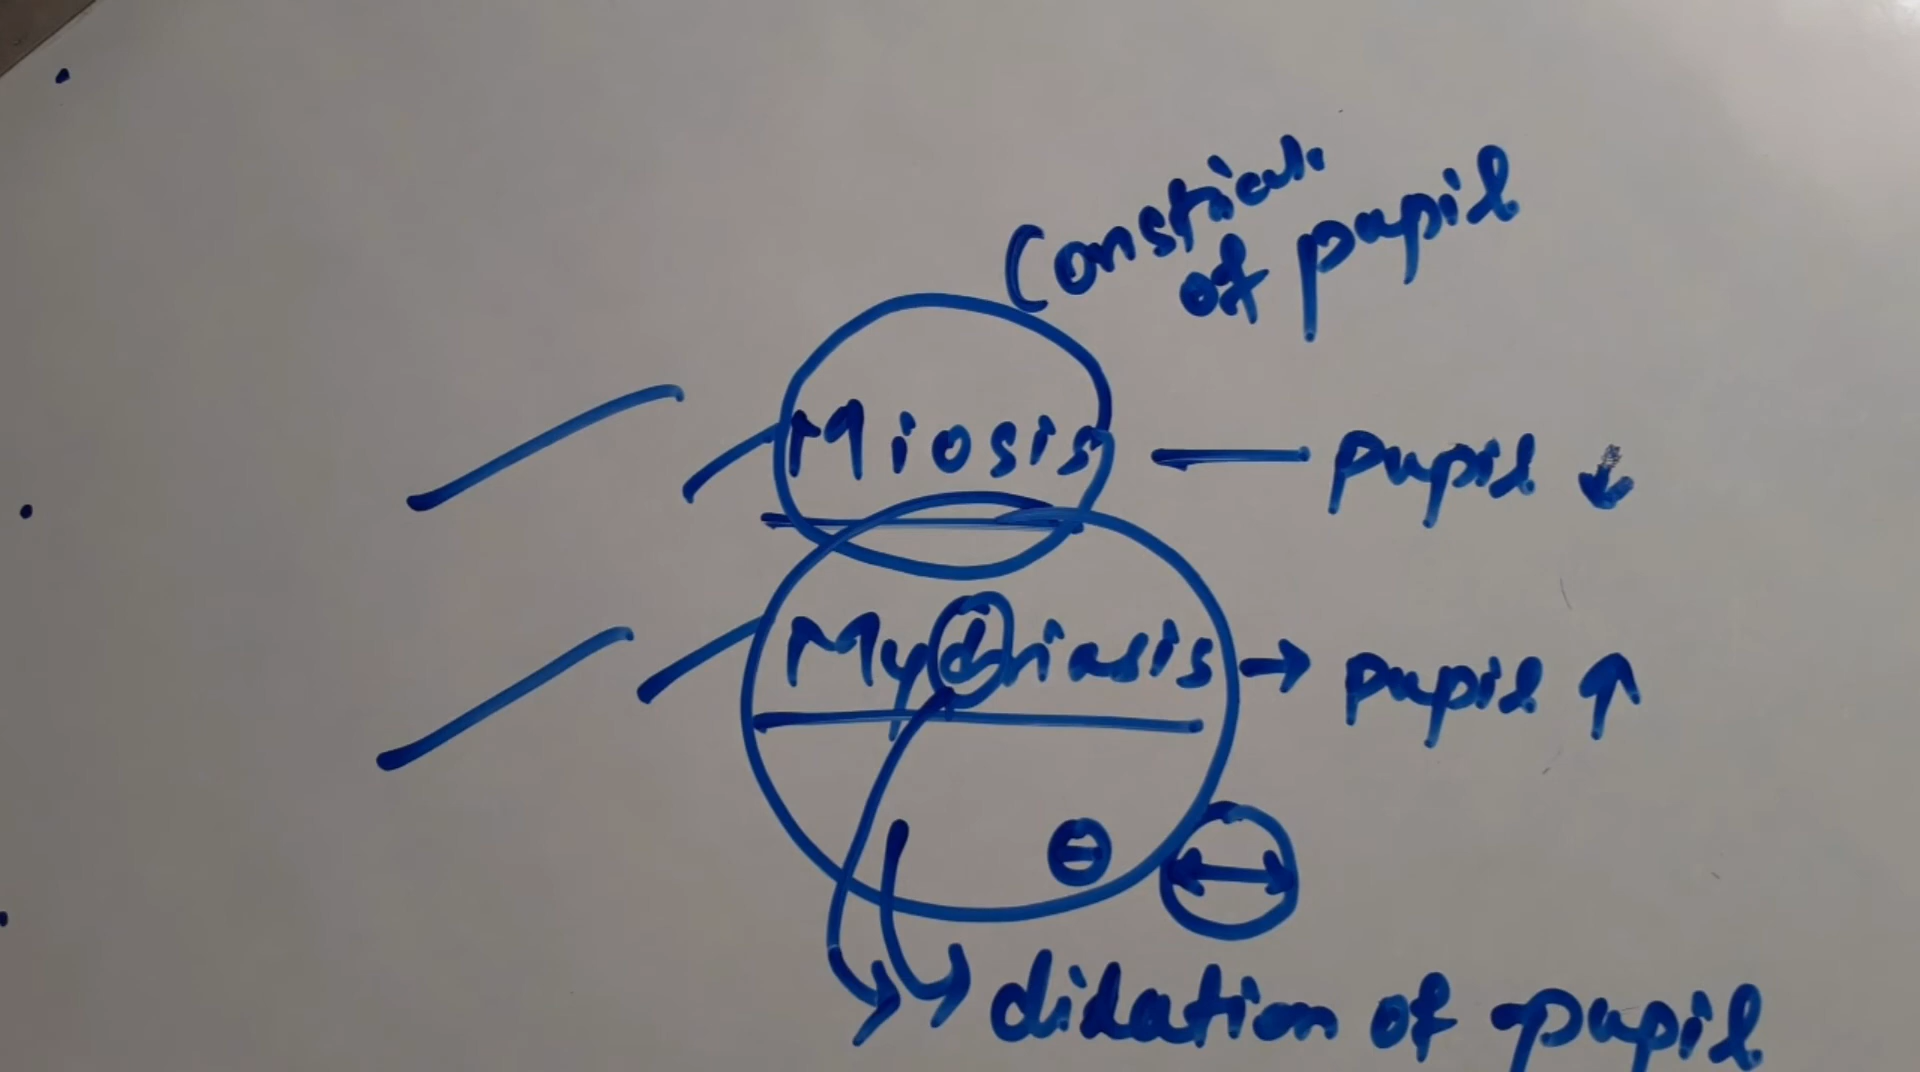 Constrict.
of pupil
Miosis — pupil ↓
Mydriasis → pupil ↑
dilation of pupil